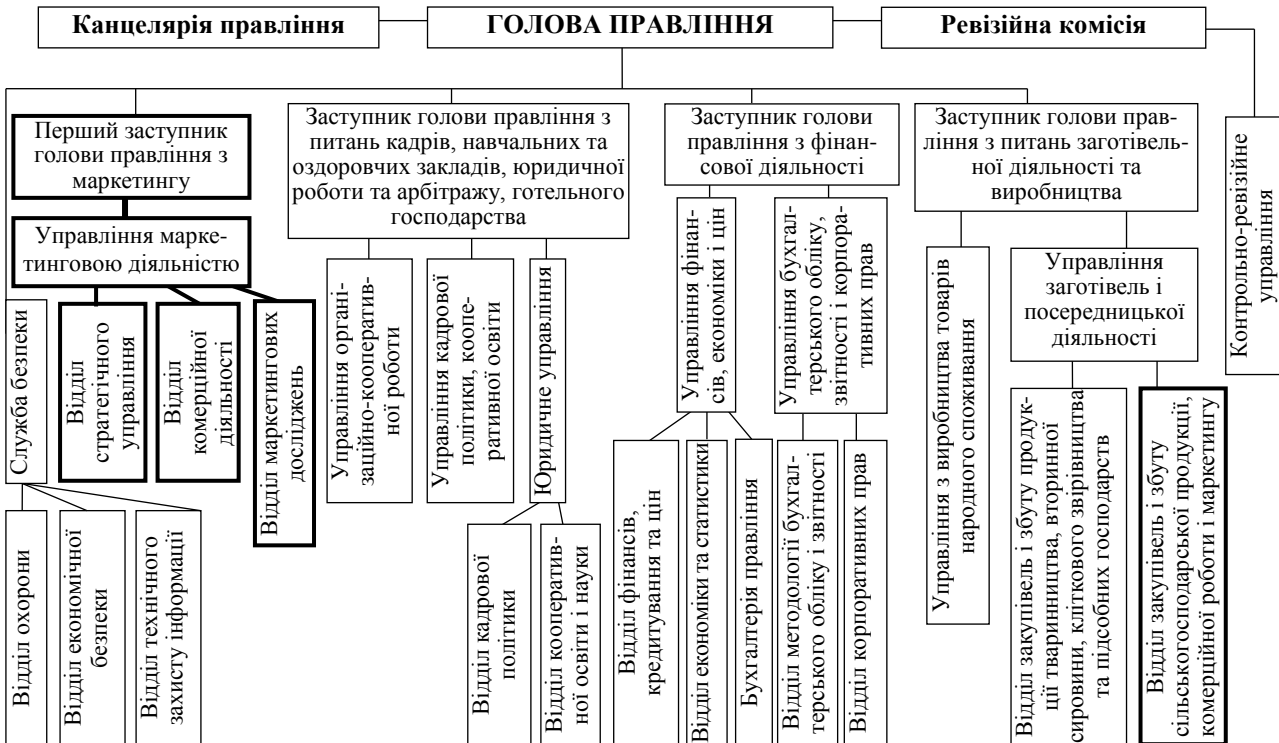 Канцелярія правління
ГОЛОВА ПРАВЛІННЯ
Ревізійна комісія
Перший заступник
голови правління з
маркетингу
Заступник голови правління з
питань кадрів, навчальних та
оздоровчих закладів, юридичної
роботи та арбітражу, готельного
господарства
Заступник голови
правління з фінан-
сової діяльності
Заступник голови прав-
ління з питань заготівель-
ної діяльності та
виробництва
Контрольно-ревізійне
управління
Управління марке-
тинговою діяльністю
Служба безпеки
Відділ
стратегічного
управління
Відділ
комерційної
діяльності
Відділ маркетингових
досліджень
Управління органі-
заційно-кооператив-
ної роботи
Управління кадрової
політики, коопе-
ративної освіти
Юридичне управління
Управління фінан-
сів, економіки і цін
Управління бухгал-
терського обліку,
звітності і корпора-
тивних прав
Управління з виробництва товарів
народного споживання
Управління
заготівель і
посередницької
діяльності
Відділ охорони
Відділ економічної
безпеки
Відділ технічного
захисту інформації
Відділ кадрової
політики
Відділ кооператив-
ної освіти і науки
Відділ фінансів,
кредитування та цін
Відділ економіки та статистики
Бухгалтерія правління
Відділ методології бухгал-
терського обліку і звітності
Відділ корпоративних прав
Відділ закупівель і збуту продук-
ції тваринництва, вторинної
сировини, кліткового звірівництва
та підсобних господарств
Відділ закупівель і збуту
сільськогосподарської продукції,
комерційної роботи і маркетингу